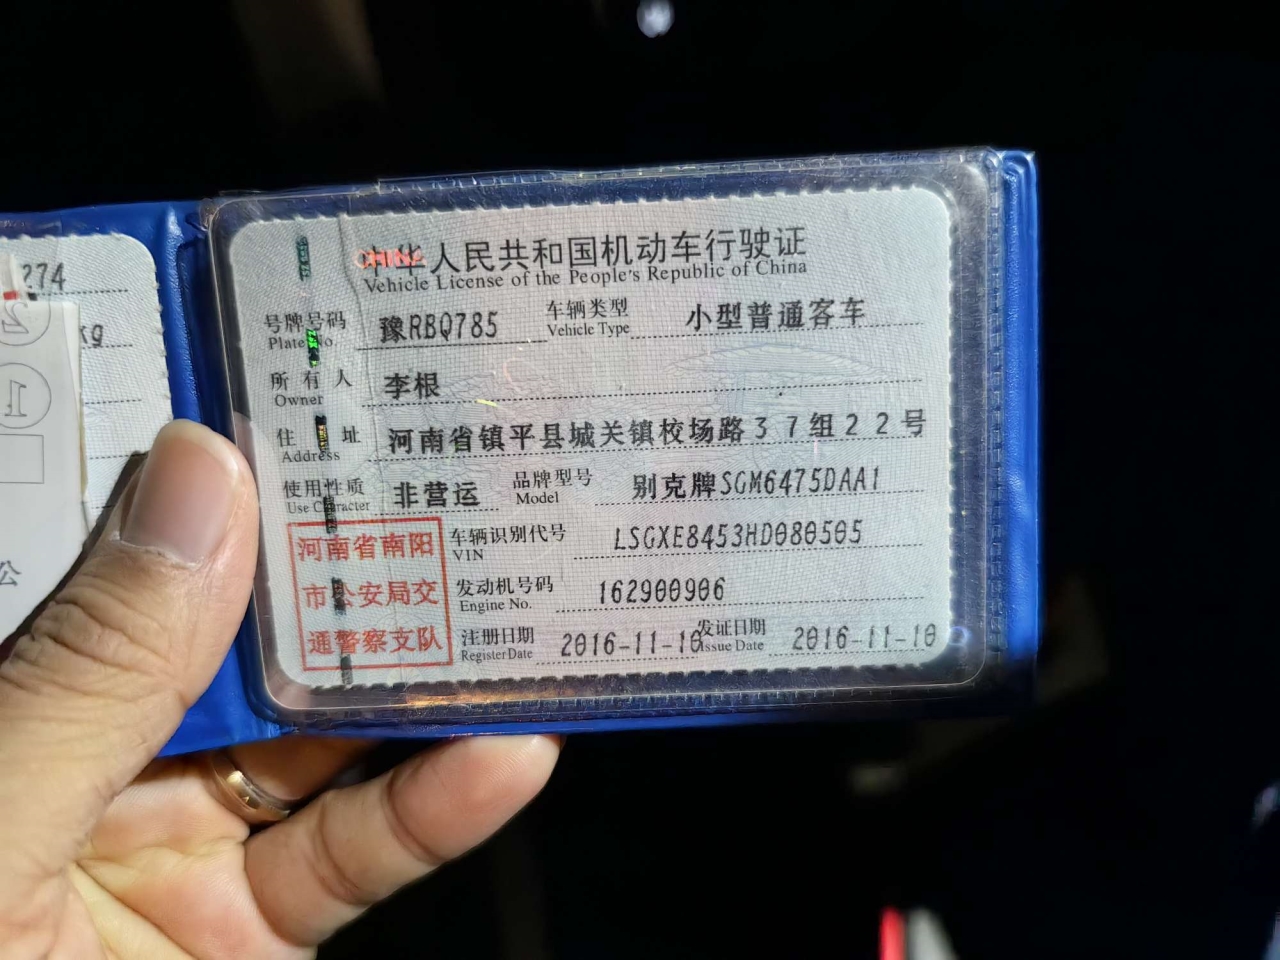 274
kg
2
1
公
CHINA
中华人民共和国机动车行驶证
Vehicle License of the People's Republic of China
号牌号码 豫RBQ785 车辆类型 小型普通客车
Plate No. Vehicle Type
所有人 李根
Owner
住址 河南省镇平县城关镇校场路37组22号
Address
使用性质 非营运 品牌型号 别克牌SGM6475DAA1
Use Character Model
河南省南阳
市公安局交
通警察支队
车辆识别代号 LSGXE8453HD080505
VIN
发动机号码 162900906
Engine No.
注册日期 2016-11-10 发证日期 2016-11-10
Register Date Issue Date